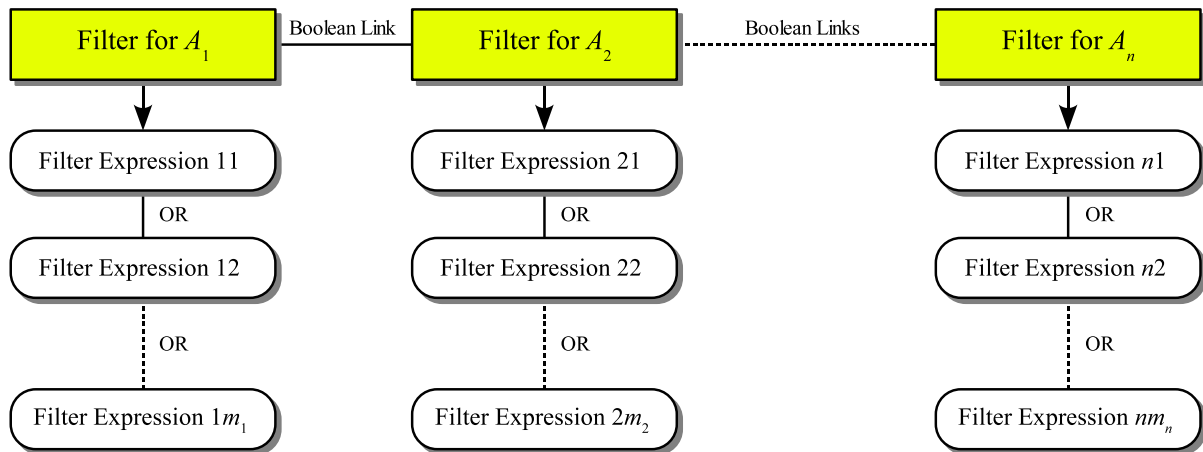 Filter for A₁ Boolean Link Filter for A₂ Boolean Links Filter for Aₙ
Filter Expression 11 Filter Expression 21 Filter Expression n1
OR OR OR
Filter Expression 12 Filter Expression 22 Filter Expression n2
OR OR OR
Filter Expression 1m₁ Filter Expression 2m₂ Filter Expression nmₙ